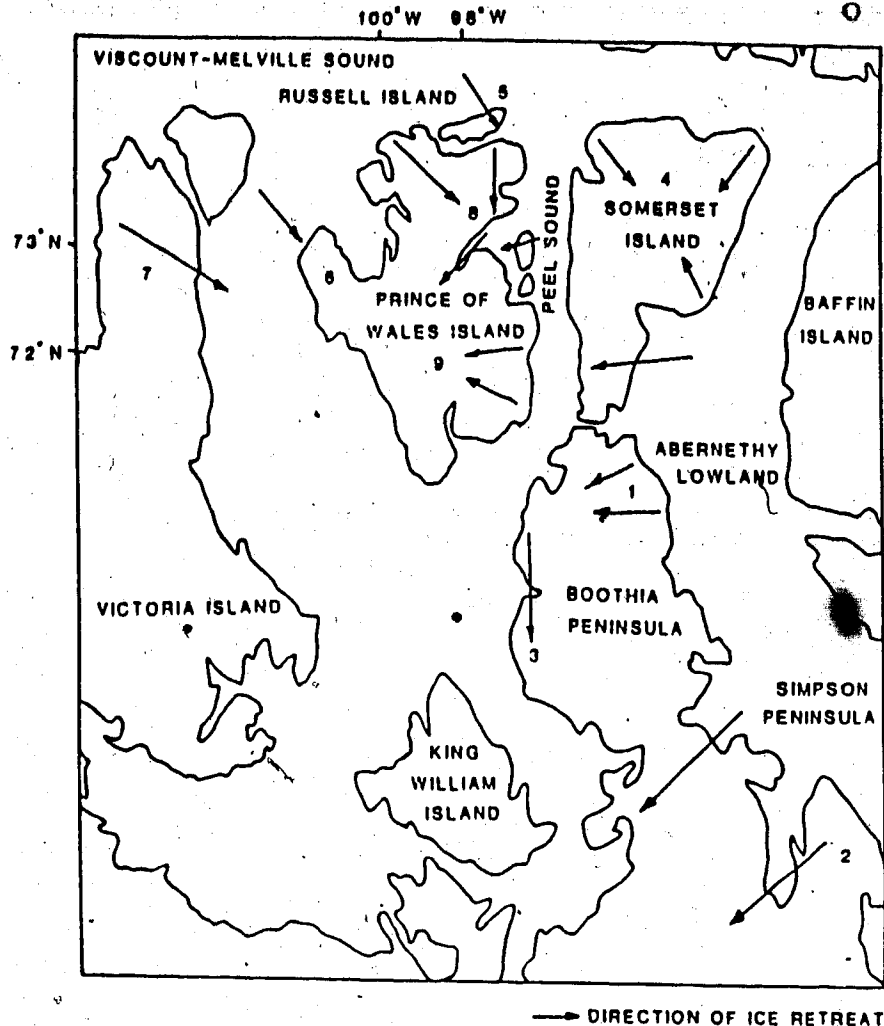 100°W 98°W
VISCOUNT-MELVILLE SOUND
RUSSELL ISLAND
5
4
SOMERSET
ISLAND
PEEL SOUND
8
73°N
7
6
PRINCE OF
WALES ISLAND
BAFFIN
ISLAND
72°N
9
ABERNETHY
LOWLAND
1
BOOTHIA
PENINSULA
VICTORIA ISLAND
3
SIMPSON
PENINSULA
KING
WILLIAM
ISLAND
2
DIRECTION OF ICE RETREAT